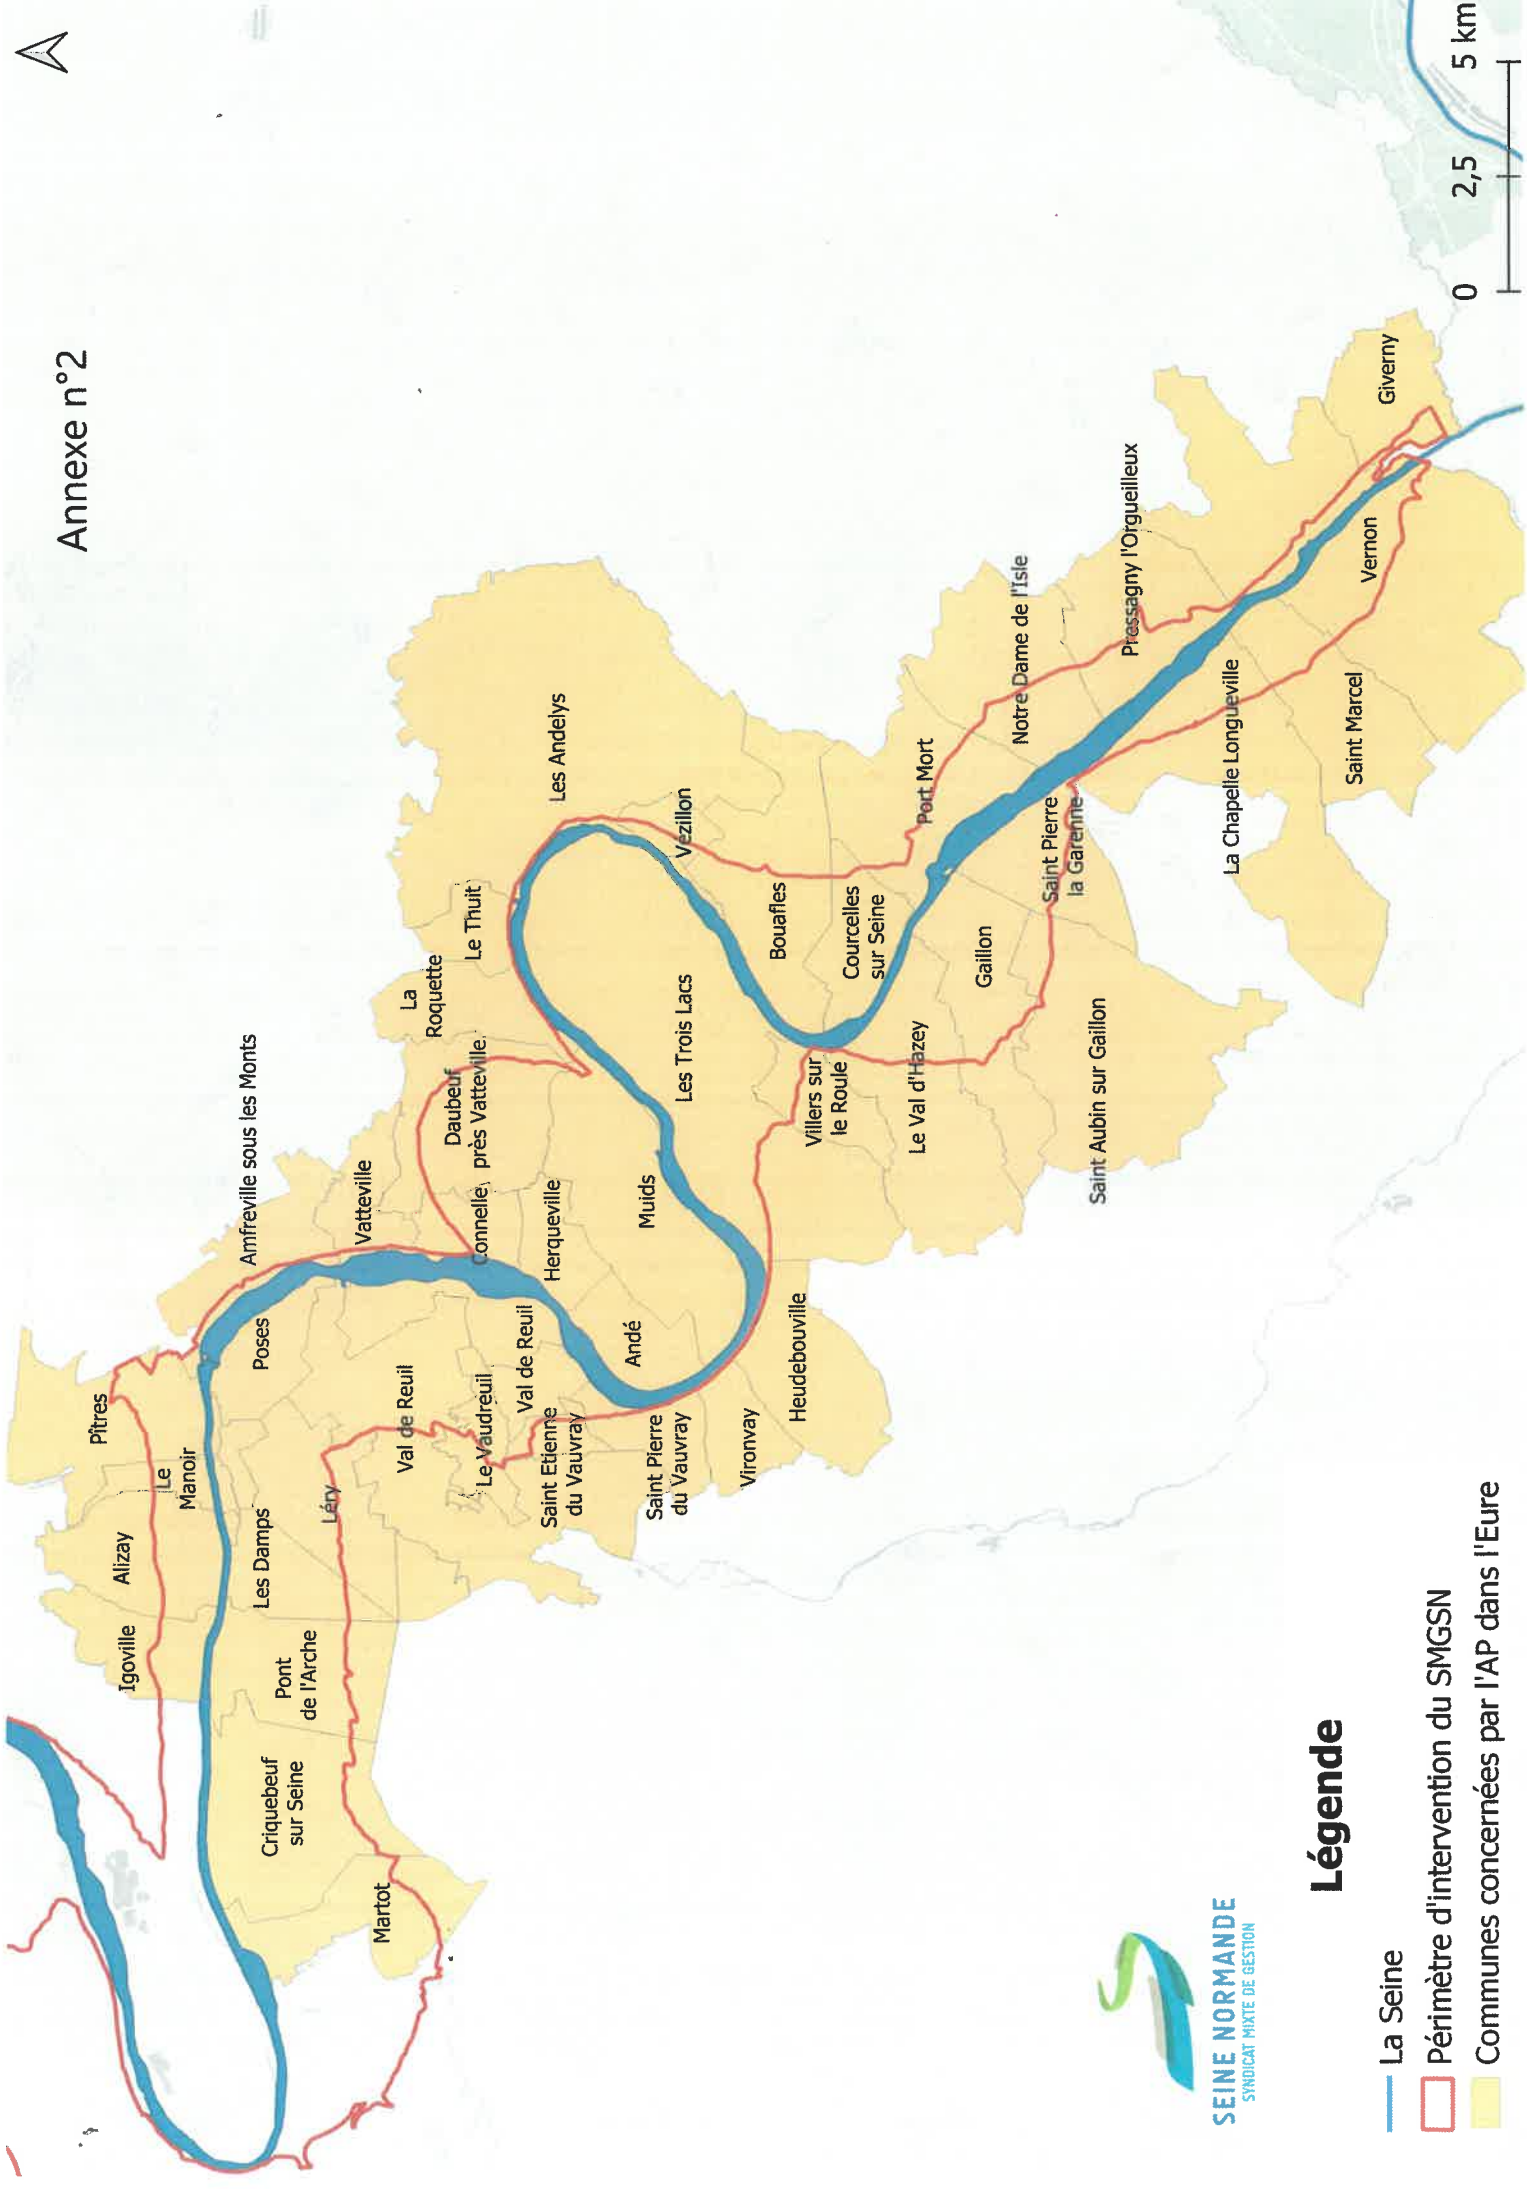 Annexe n°2
Pîtres
Alizay
Le
Manoir
Igoville
Amfreville sous les Monts
Poses
Les Damps
Pont
de l'Arche
Criquebeuf
sur Seine
Martot
Léry
Vatteville
Val de Reuil
La
Roquette
Le Thuit
Daubeuf
près Vatteville
Connelle
Herqueville
Le Vaudreuil
Val de Reuil
Saint Etienne
du Vauvray
Les Andelys
Vezillon
Les Trois Lacs
Muids
Andé
Saint Pierre
du Vauvray
Vironvay
Heudebouville
Bouafles
Courcelles
sur Seine
Villers sur
le Roule
Port Mort
Le Val d'Hazey
Gaillon
Notre Dame de l'Isle
Saint Pierre
la Garenne
Saint Aubin sur Gaillon
Pressagny l'Orgueilleux
La Chapelle Longueville
Saint Marcel
Vernon
Giverny
0 2,5 5 km
SEINE NORMANDE
SYNDICAT MIXTE DE GESTION
Légende
La Seine
Périmètre d'intervention du SMGSN
Communes concernées par l'AP dans l'Eure